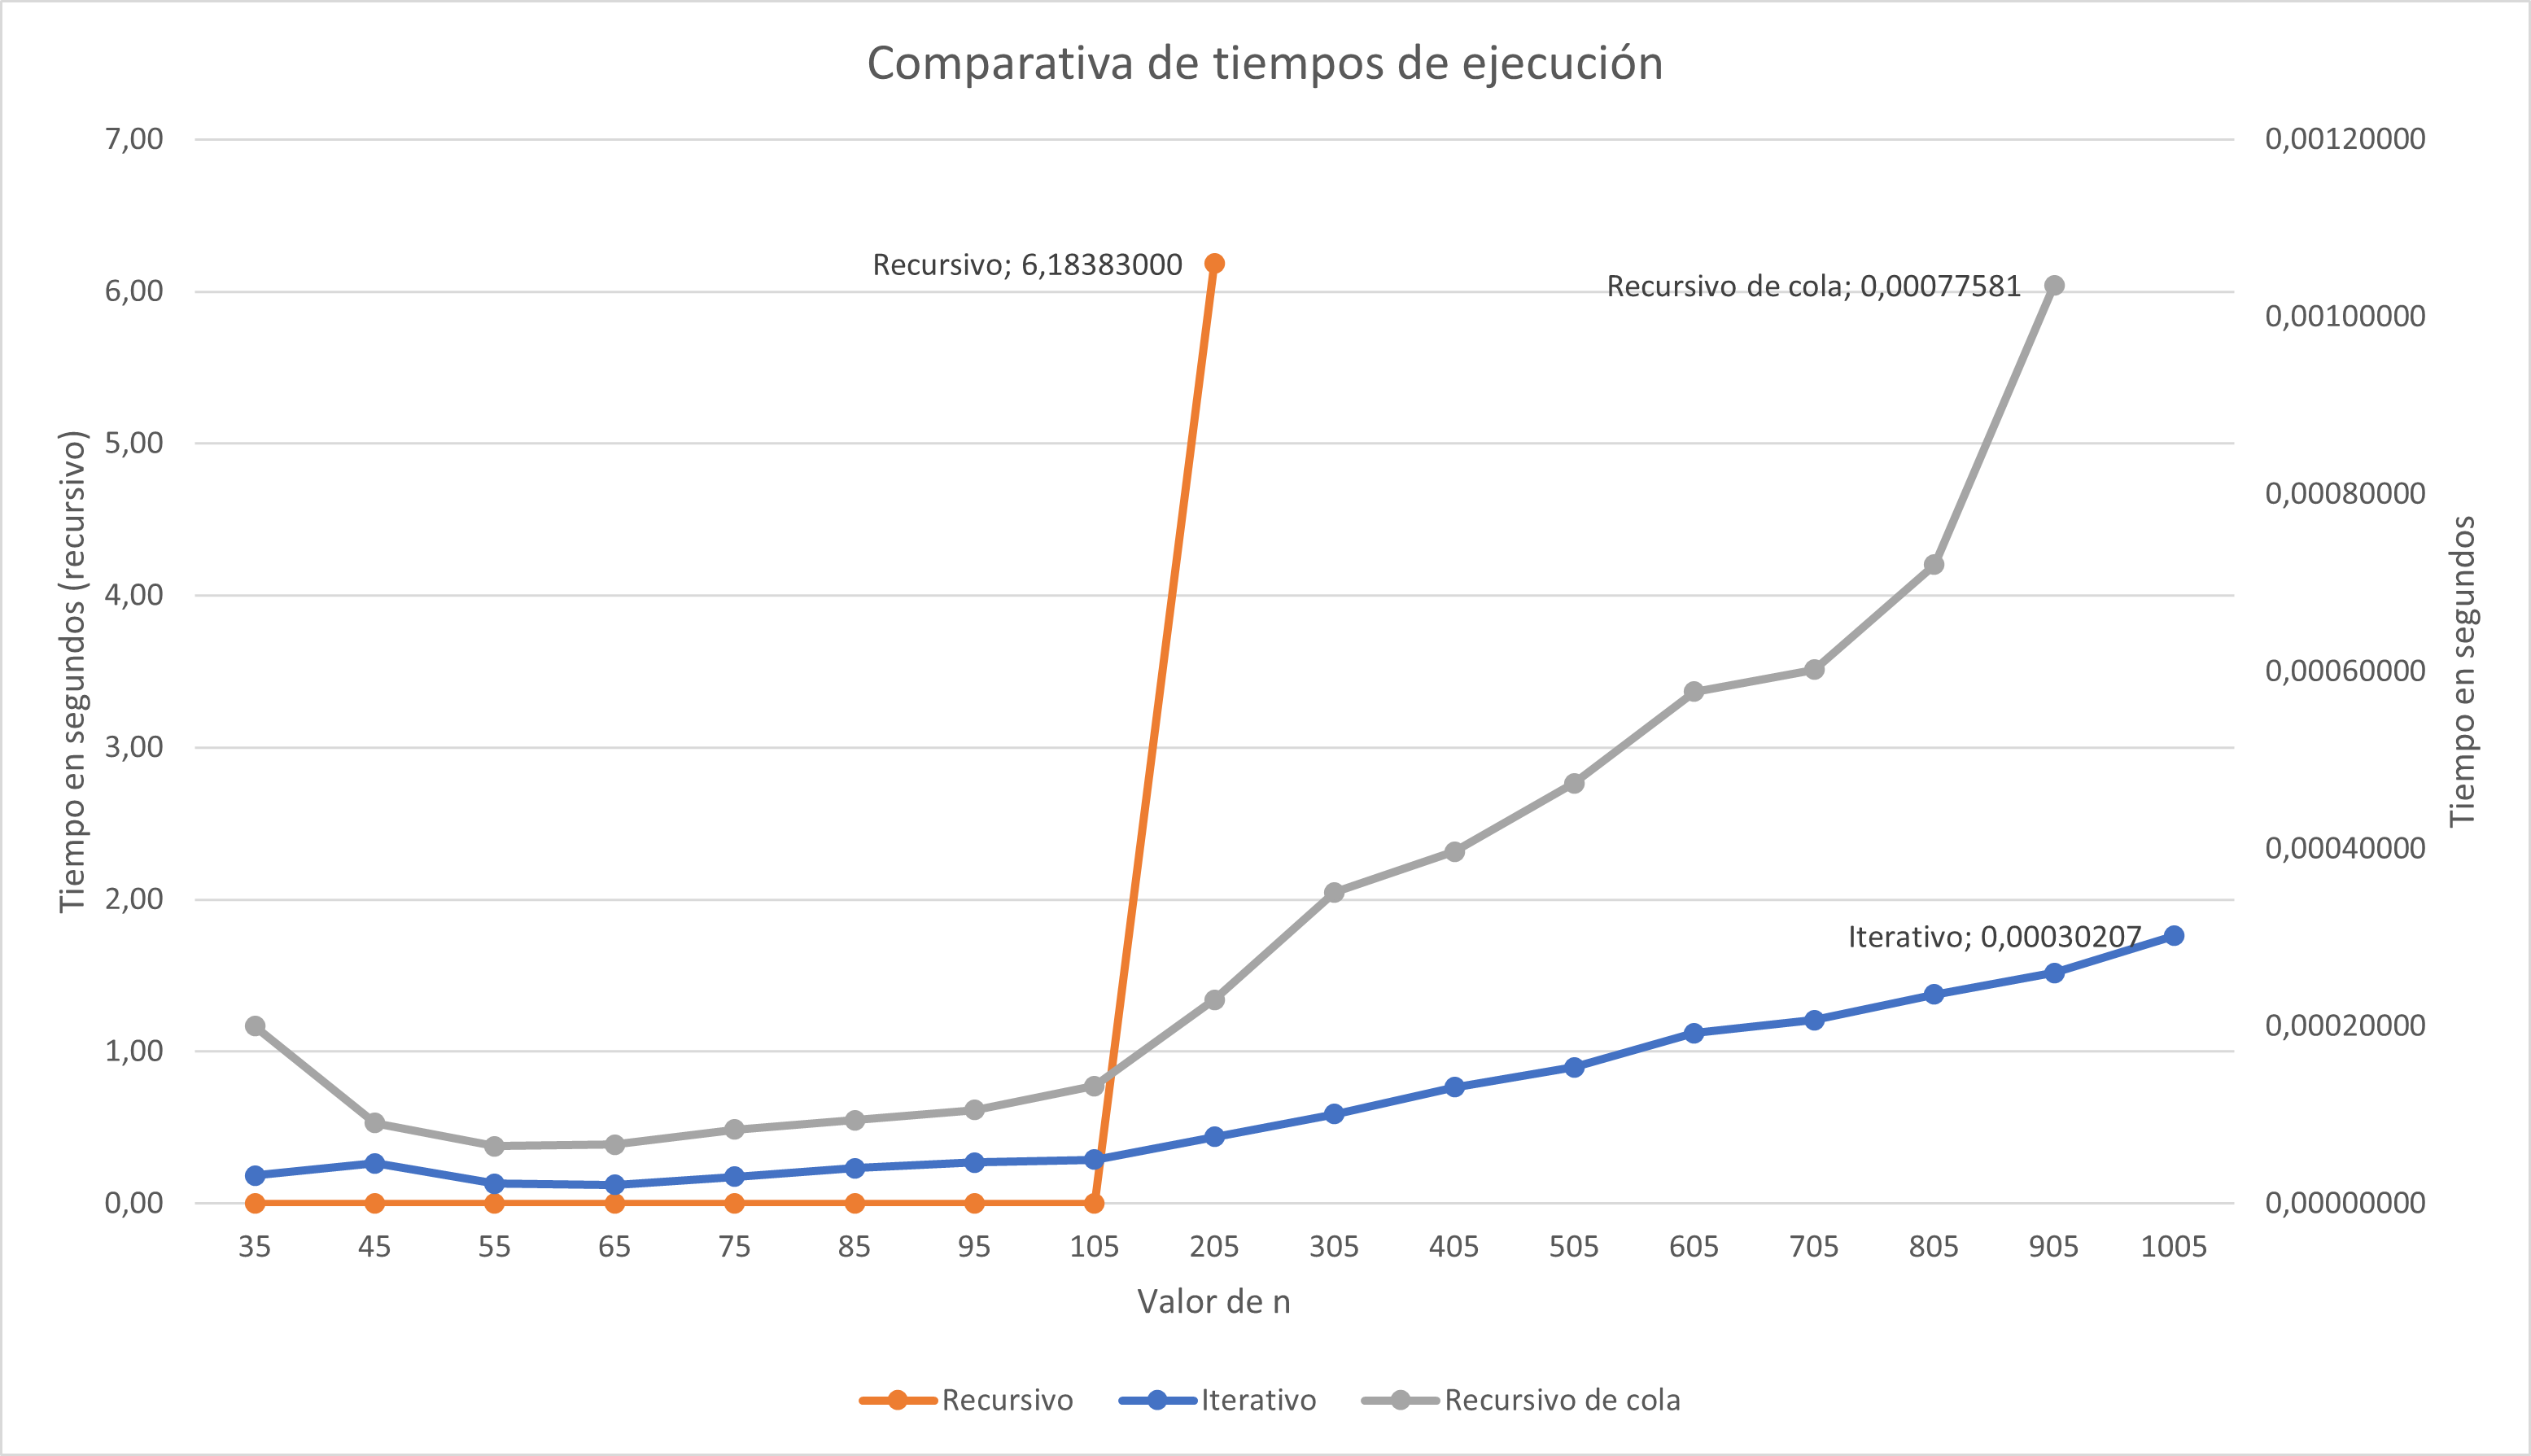 Comparativa de tiempos de ejecución
7,00
6,00
5,00
4,00
3,00
2,00
1,00
0,00
Tiempo en segundos (recursivo)
Recursivo; 6,18383000
Recursivo de cola; 0,00077581
Iterativo; 0,00030207
0,00120000
0,00100000
0,00080000
0,00060000
0,00040000
0,00020000
0,00000000
Tiempo en segundos
35 45 55 65 75 85 95 105 205 305 405 505 605 705 805 905 1005
Valor de n
Recursivo Iterativo Recursivo de cola